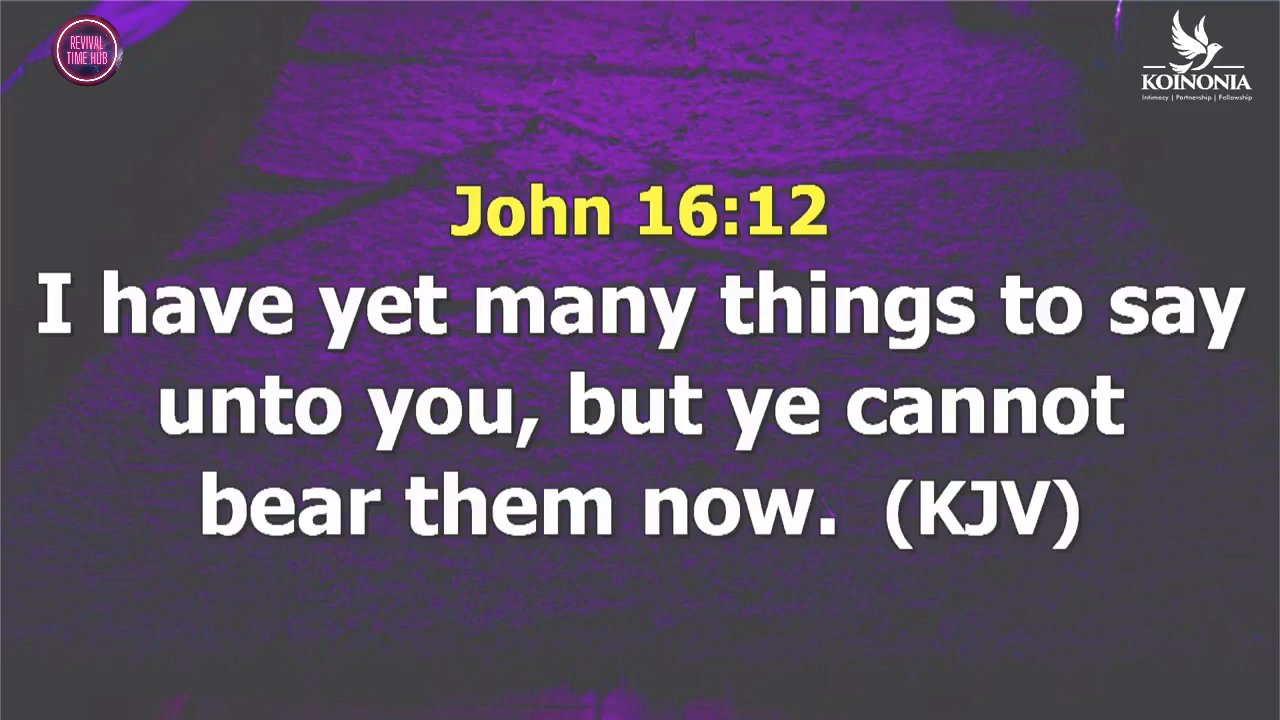 REVIVAL
TIME HUB
KOINONIA
Intimacy | Partnership | Fellowship
John 16:12
I have yet many things to say
unto you, but ye cannot
bear them now. (KJV)